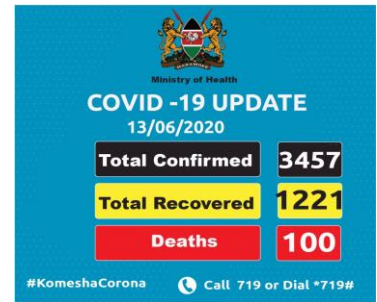 HARAMBEE
Ministry of Health
COVID -19 UPDATE
13/06/2020
Total Confirmed 3457
Total Recovered 1221
Deaths 100
#KomeshaCorona Call 719 or Dial *719#